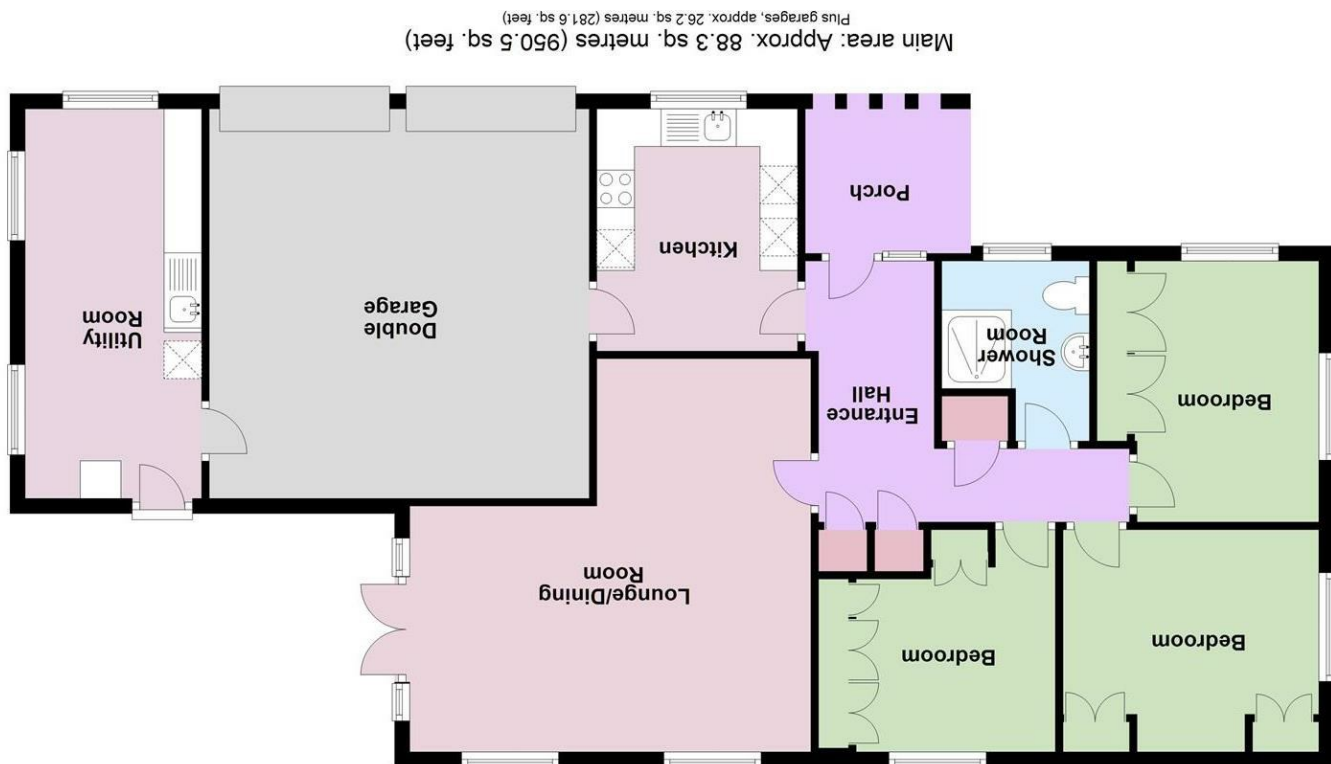 Bedroom
Bedroom
Lounge/Dining
Room
Bedroom
Entrance
Hall
Shower
Room
Double
Garage
Utility
Room
Kitchen
Porch
Main area: Approx. 88.3 sq. metres (950.5 sq. feet)
Plus garages, approx. 26.2 sq. metres (281.6 sq. feet)